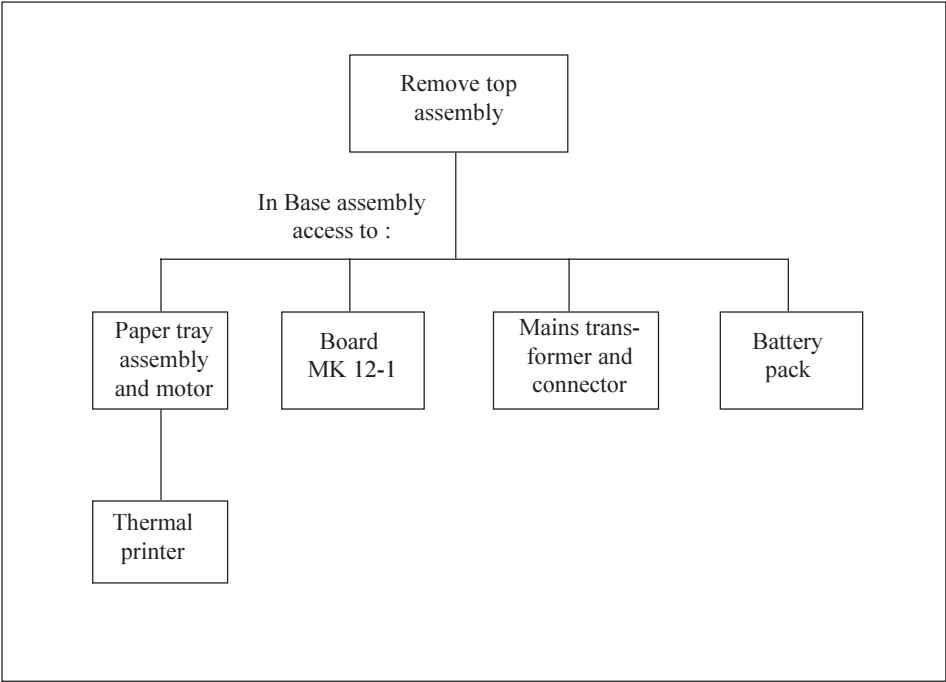 Remove top
assembly
In Base assembly
access to :
Paper tray
assembly
and motor
Board
MK 12-1
Mains trans-
former and
connector
Battery
pack
Thermal
printer